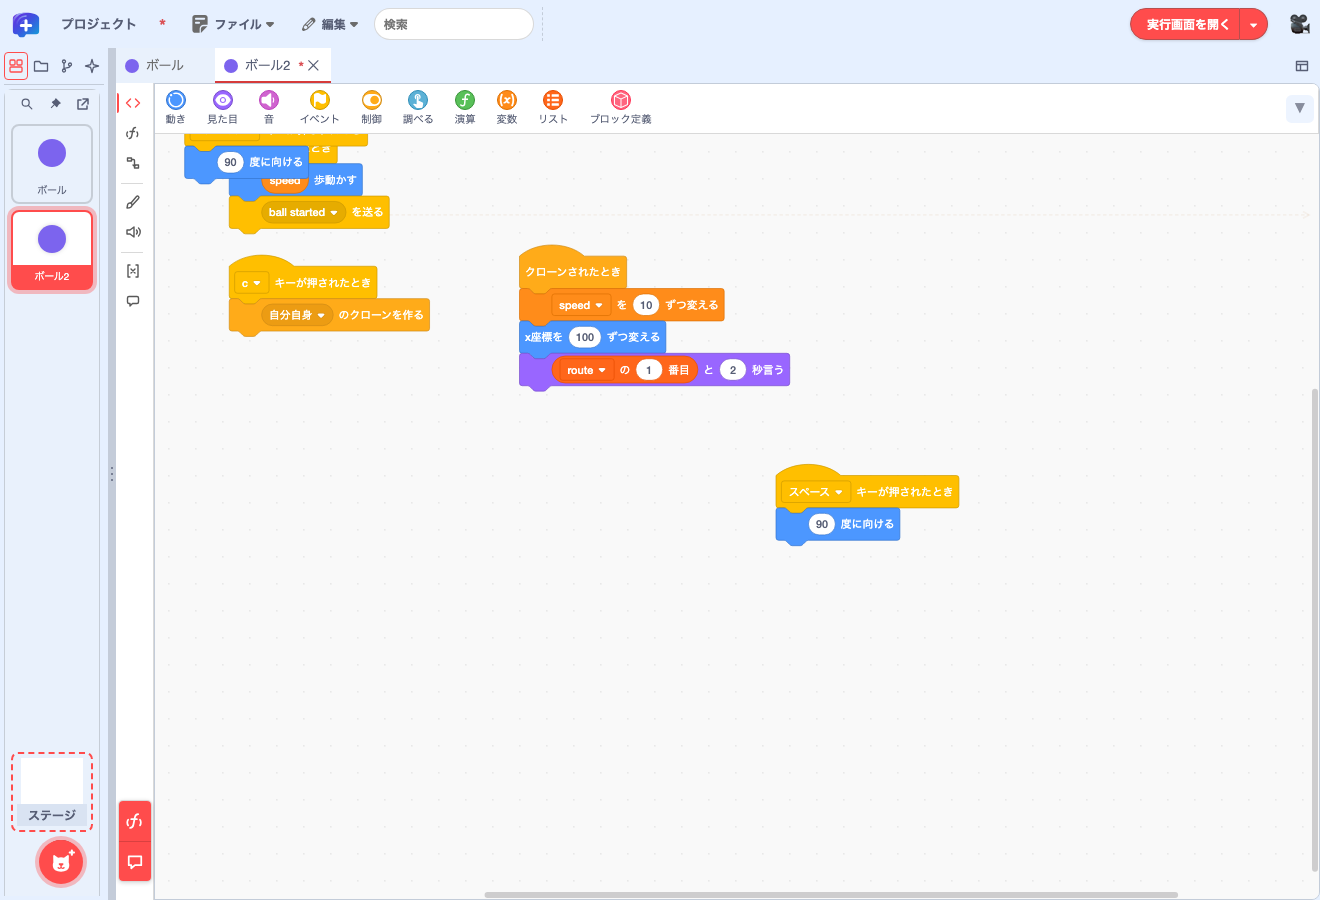 プロジェクト * ファイル 編集 検索 実行画面を開く
ボール ボール2 *
動き 見た目 音 イベント 制御 調べる 演算 変数 リスト ブロック定義
ボール
ボール2
ステージ
とき
90 度に向ける
speed 歩動かす
ball started を送る
c キーが押されたとき
自分自身 のクローンを作る
クローンされたとき
speed を 10 ずつ変える
x座標を 100 ずつ変える
route の 1 番目 と 2 秒言う
スペース キーが押されたとき
90 度に向ける